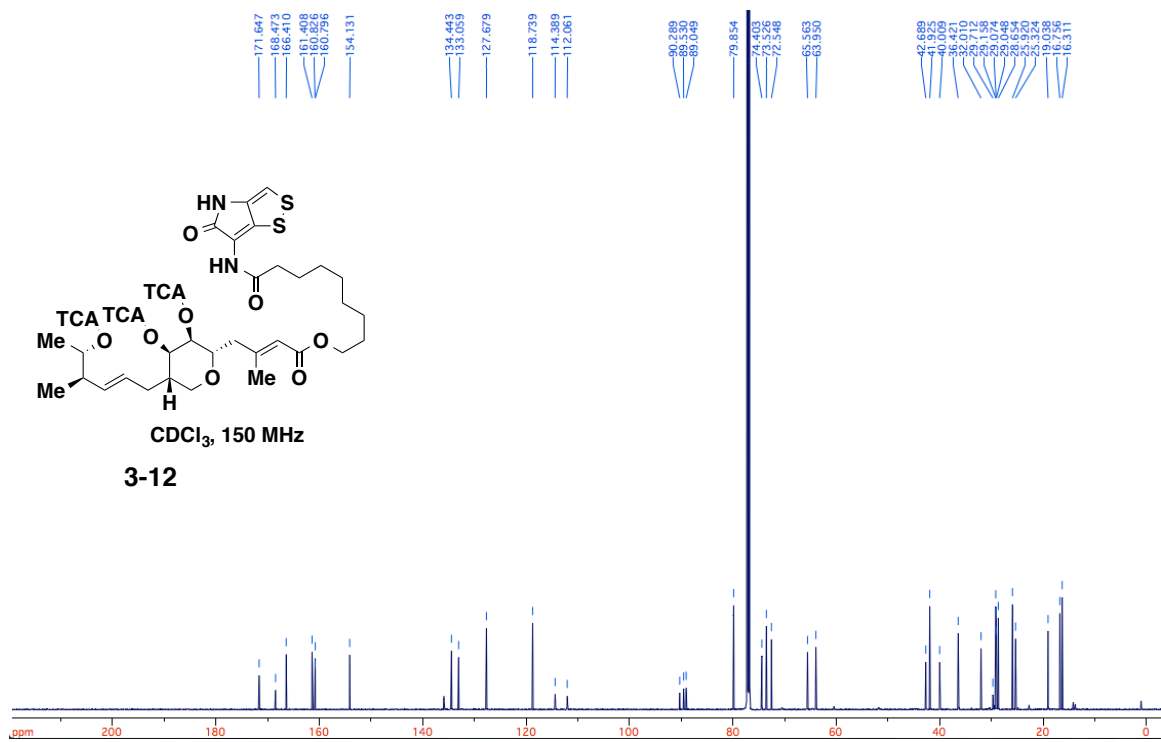 171.647
168.473
166.410
161.408
160.826
160.796
154.131
134.443
133.059
127.679
118.739
114.389
112.061
90.289
89.530
89.049
79.854
74.403
73.526
72.548
65.563
63.950
42.689
41.925
40.009
36.421
32.010
29.712
29.158
29.074
29.048
28.654
25.920
25.324
19.038
16.756
16.311
HN
S
S
O
HN
O
TCA
O
TCA
O
TCA
O
Me
Me
O
H
Me
O
O
CDCl₃, 150 MHz
3-12
ppm 200 180 160 140 120 100 80 60 40 20 0